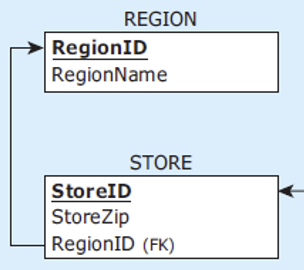 REGION
RegionID
RegionName
STORE
StoreID
StoreZip
RegionID (FK)